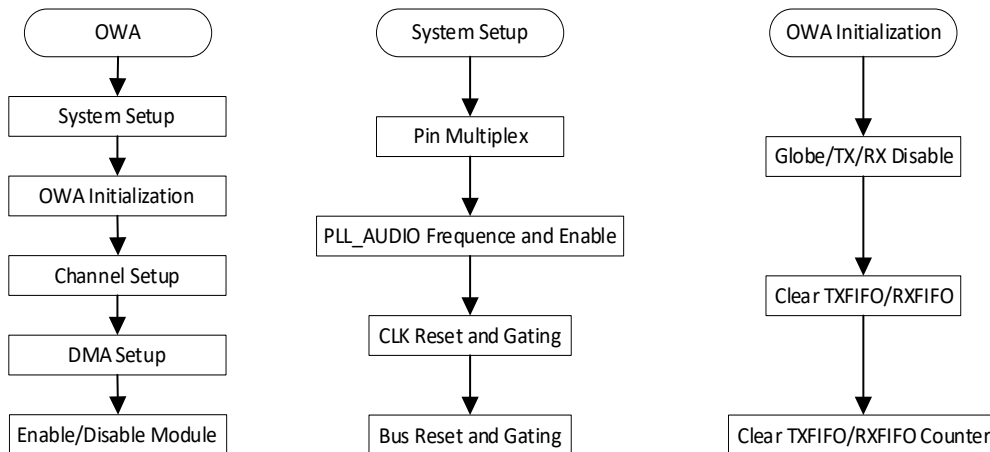 OWA
System Setup
OWA Initialization
Channel Setup
DMA Setup
Enable/Disable Module
System Setup
Pin Multiplex
PLL_AUDIO Frequence and Enable
CLK Reset and Gating
Bus Reset and Gating
OWA Initialization
Globe/TX/RX Disable
Clear TXFIFO/RXFIFO
Clear TXFIFO/RXFIFO Counter